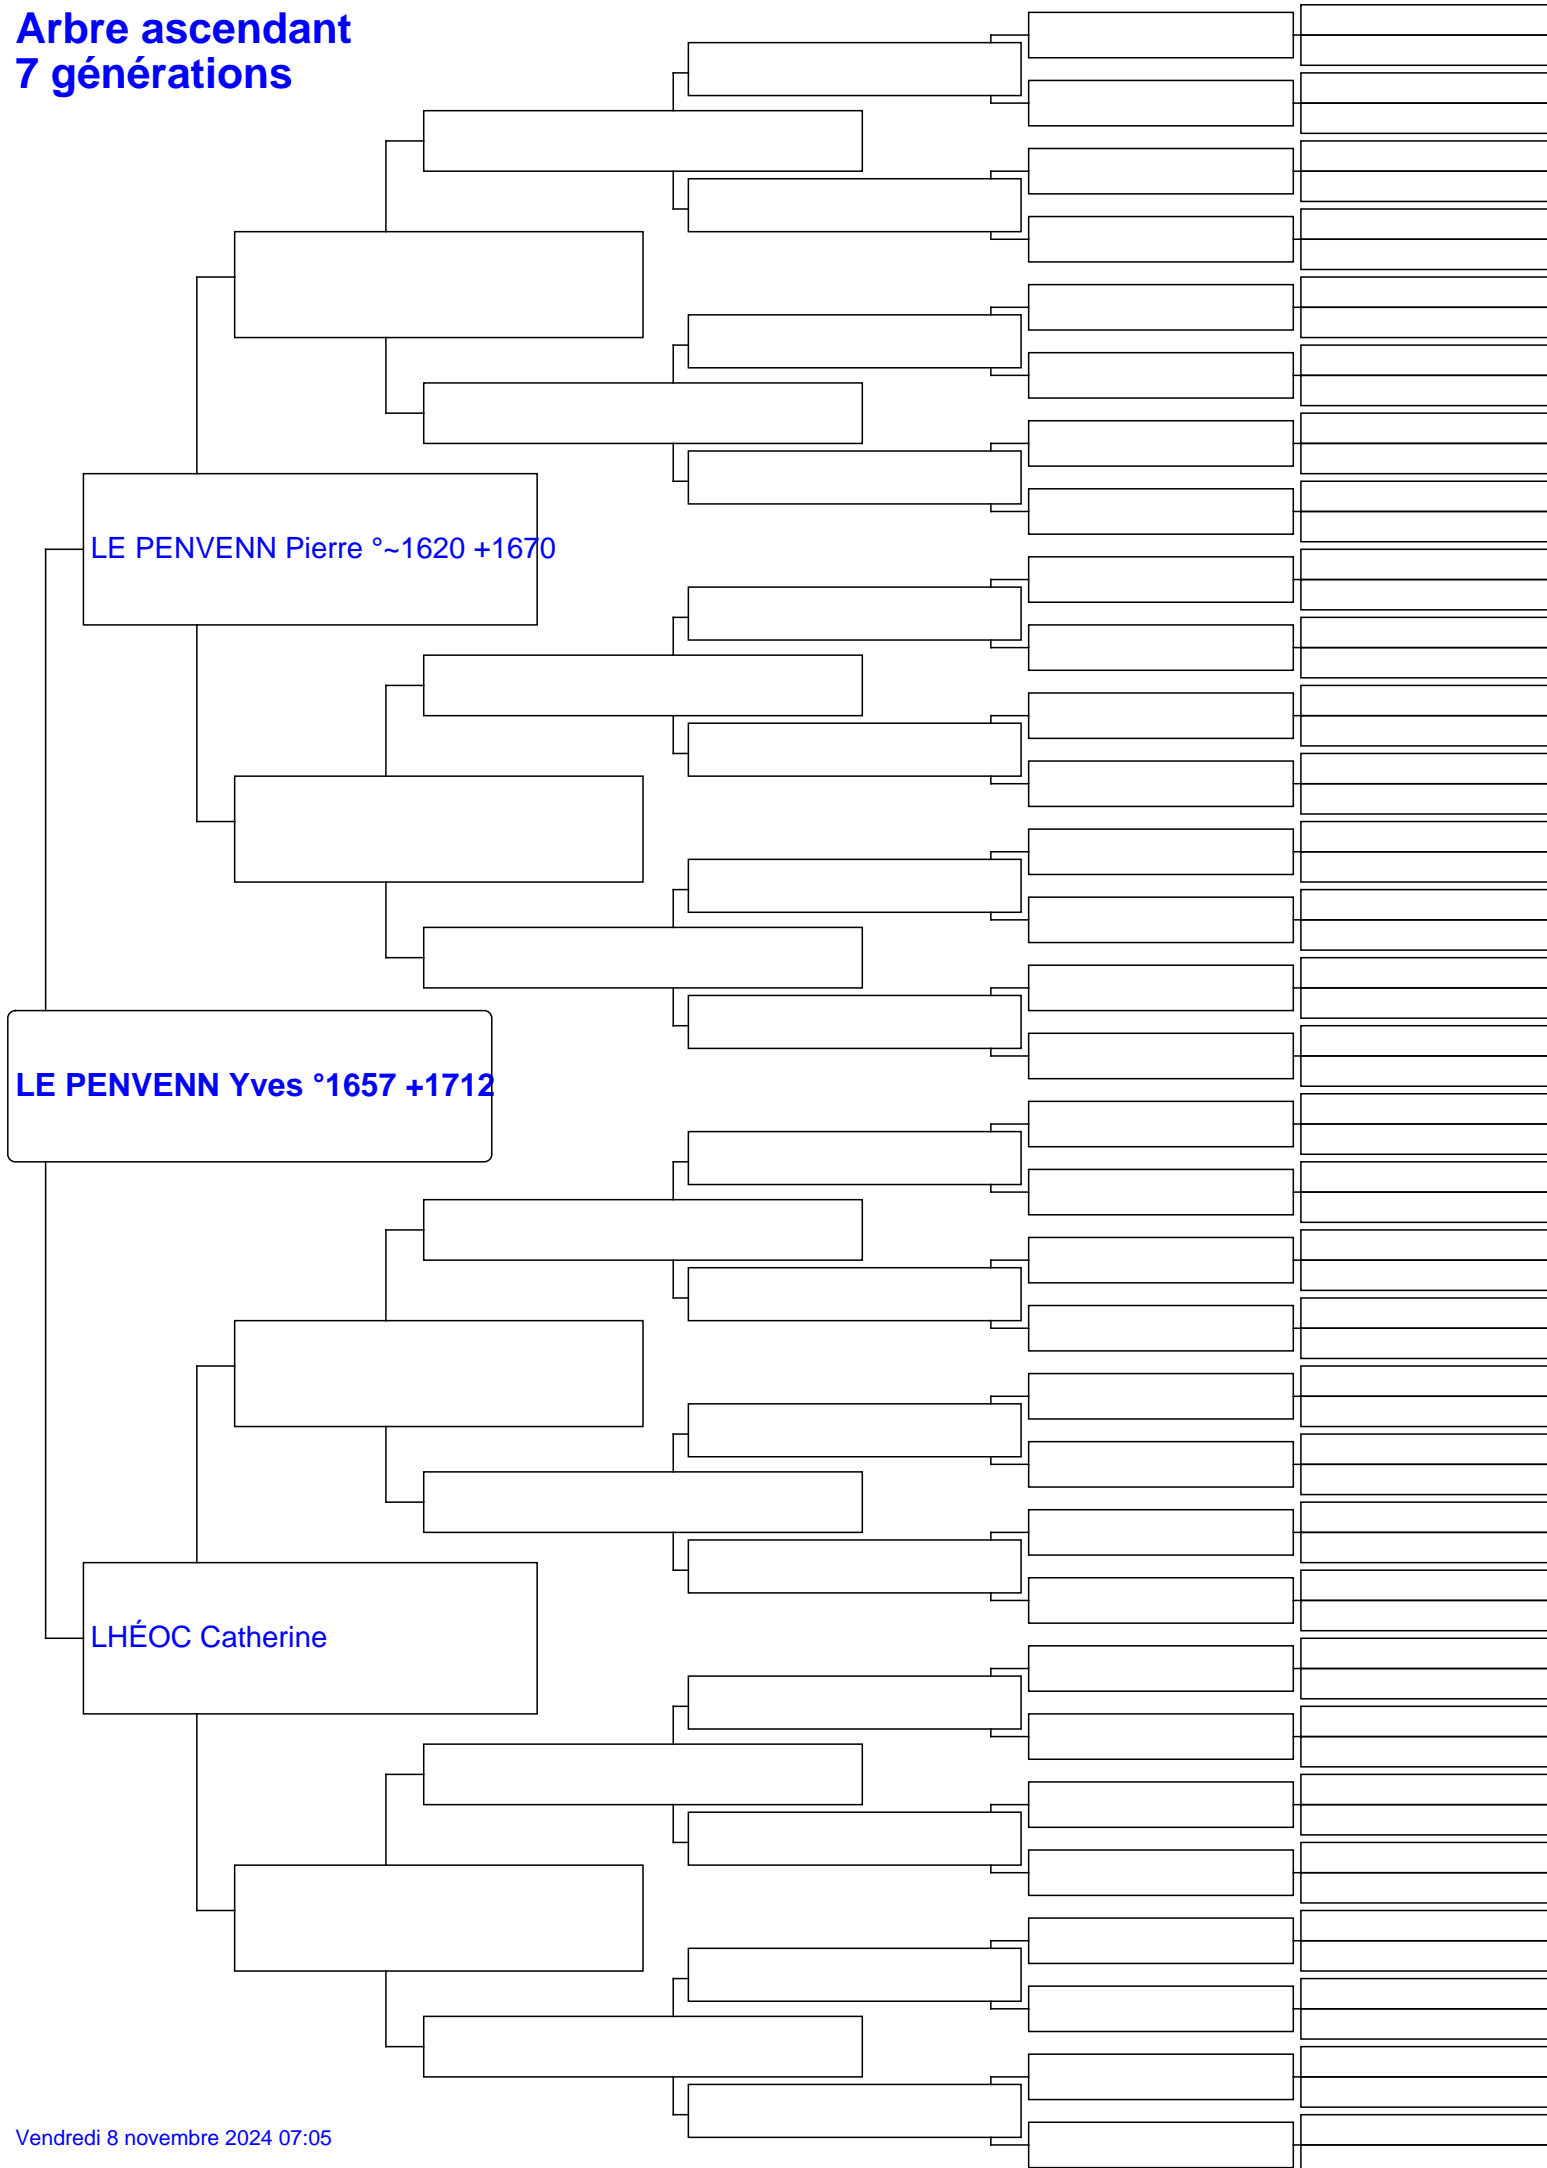 Arbre ascendant
7 générations
LE PENVENN Pierre °~1620 +1670
LE PENVENN Yves °1657 +1712
LHÉOC Catherine
Vendredi 8 novembre 2024 07:05